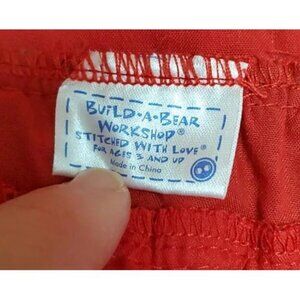 BUILD-A-BEAR
WORKSHOP®
STITCHED WITH LOVE®
FOR AGES 3 AND UP
Made in China